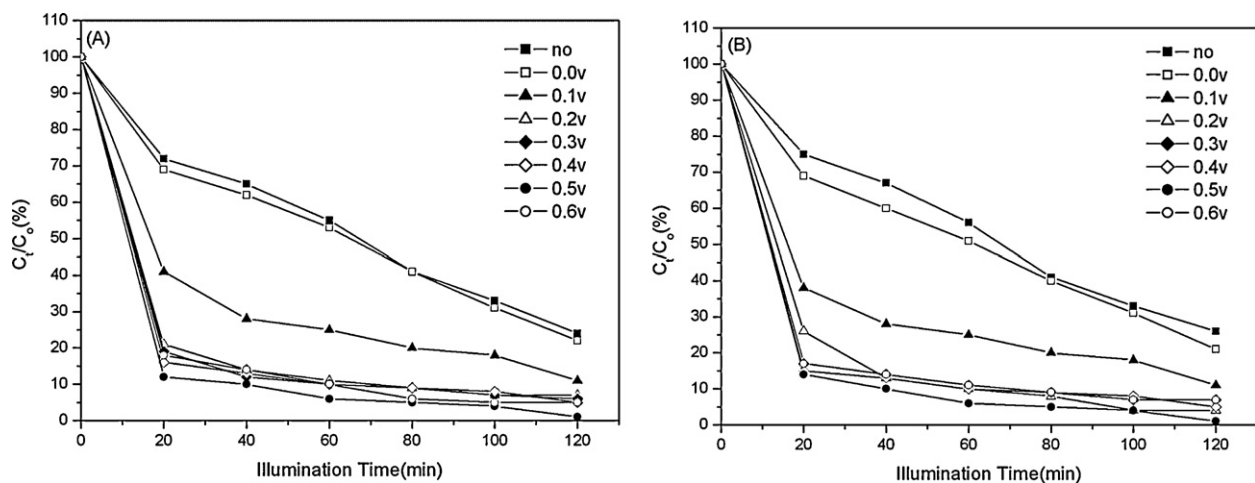 (A)
110
100
90
80
70
60
50
40
30
20
10
0
Ct/Co(%)
0 20 40 60 80 100 120
Illumination Time(min)
no
0.0v
0.1v
0.2v
0.3v
0.4v
0.5v
0.6v
(B)
110
100
90
80
70
60
50
40
30
20
10
0
Ct/Co(%)
0 20 40 60 80 100 120
Illumination Time(min)
no
0.0v
0.1v
0.2v
0.3v
0.4v
0.5v
0.6v